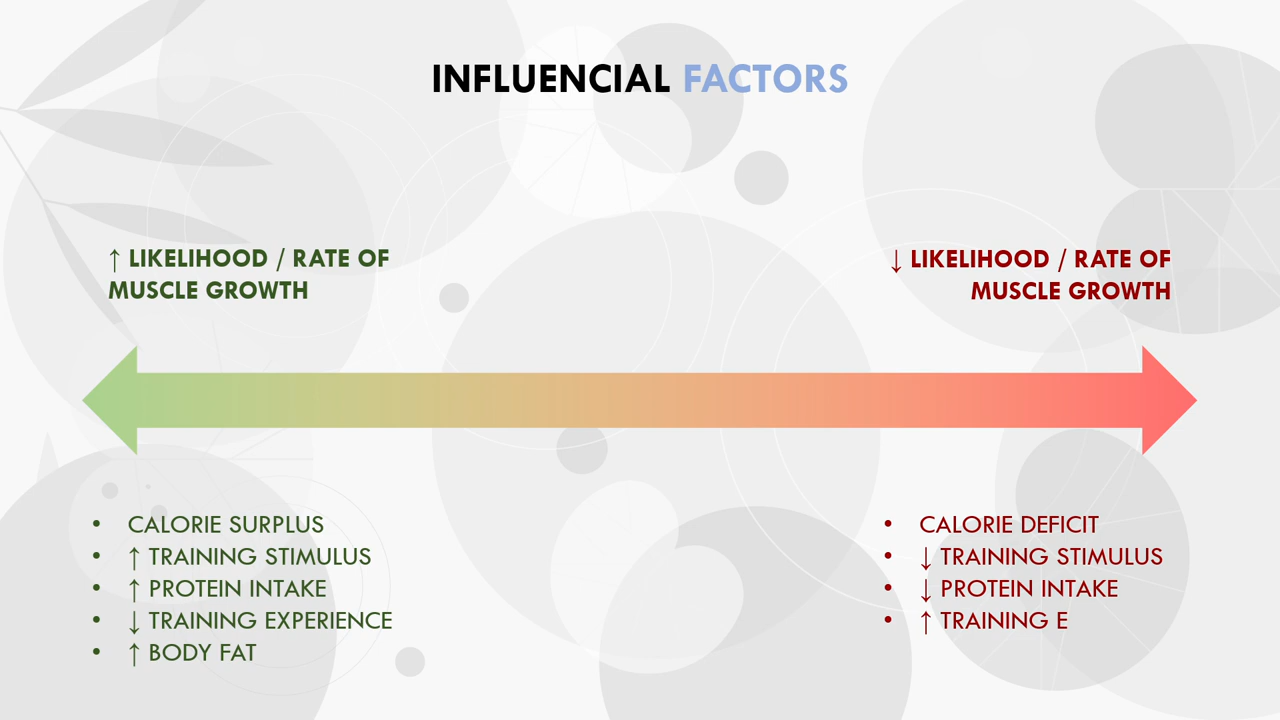 INFLUENCIAL FACTORS
↑ LIKELIHOOD / RATE OF
MUSCLE GROWTH
↓ LIKELIHOOD / RATE OF
MUSCLE GROWTH
• CALORIE SURPLUS
• ↑ TRAINING STIMULUS
• ↑ PROTEIN INTAKE
• ↓ TRAINING EXPERIENCE
• ↑ BODY FAT
• CALORIE DEFICIT
• ↓ TRAINING STIMULUS
• ↓ PROTEIN INTAKE
• ↑ TRAINING E